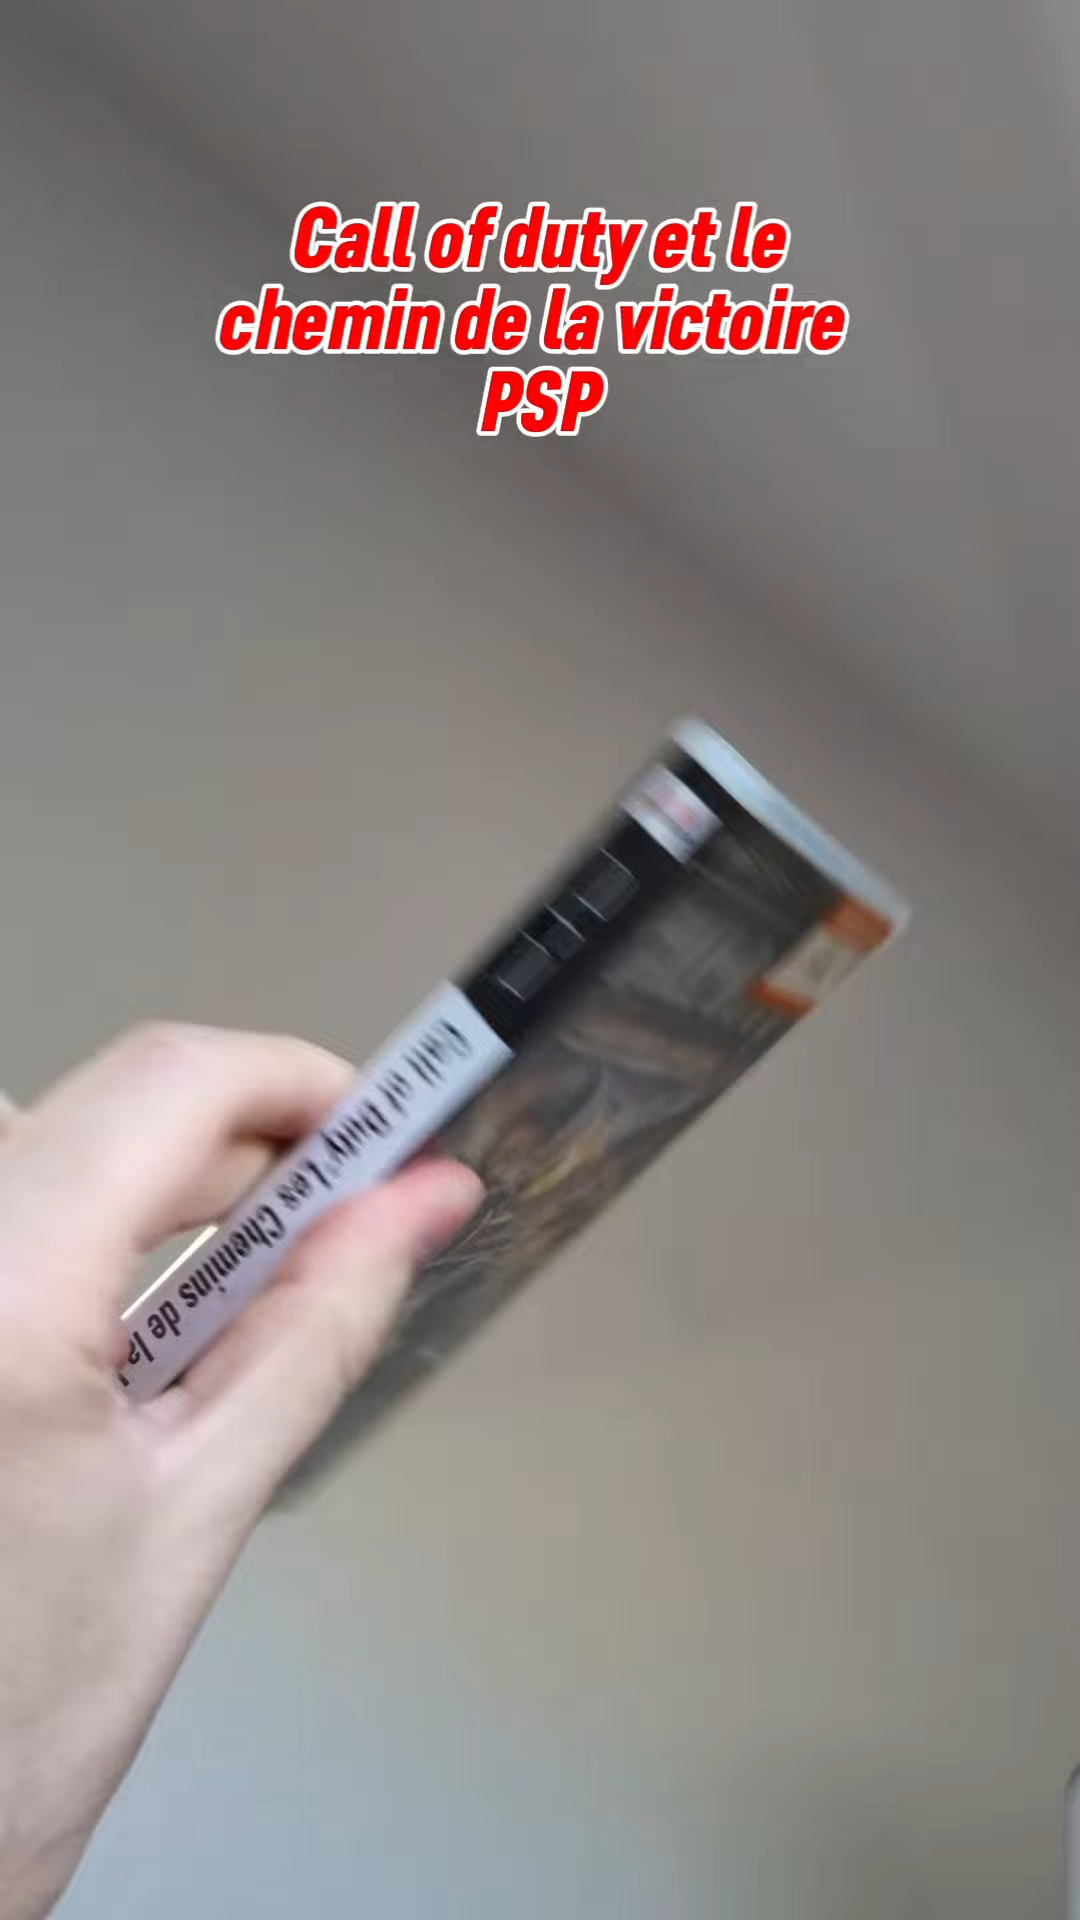 Call of duty et le
chemin de la victoire
PSP
Call of Duty Les Chemins de la